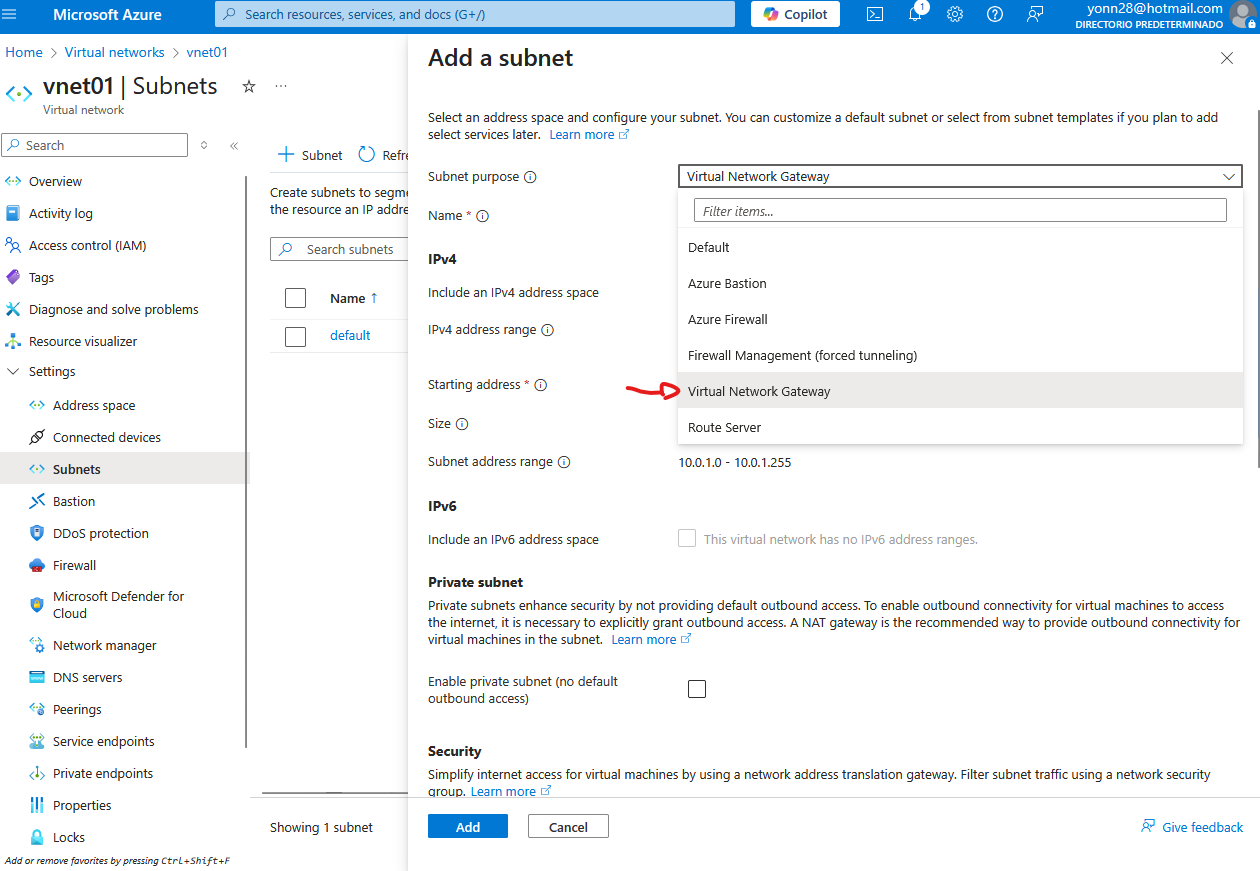 Microsoft Azure
Search resources, services, and docs (G+/)
Copilot
1
yonn28@hotmail.com
DIRECTORIO PREDETERMINADO
Home > Virtual networks > vnet01
vnet01 | Subnets
Virtual network
Search
Overview
Activity log
Access control (IAM)
Tags
Diagnose and solve problems
Resource visualizer
Settings
Address space
Connected devices
Subnets
Bastion
DDoS protection
Firewall
Microsoft Defender for
Cloud
Network manager
DNS servers
Peerings
Service endpoints
Private endpoints
Properties
Locks
Add or remove favorites by pressing Ctrl+Shift+F
+ Subnet Refre
Create subnets to segme
the resource an IP addre
Search subnets
Name ↑
default
Showing 1 subnet
Add a subnet
Select an address space and configure your subnet. You can customize a default subnet or select from subnet templates if you plan to add
select services later. Learn more
Subnet purpose
Virtual Network Gateway
Name *
Filter items...
Default
Azure Bastion
Azure Firewall
Firewall Management (forced tunneling)
Virtual Network Gateway
Route Server
IPv4
Include an IPv4 address space
IPv4 address range
Starting address *
Size
Subnet address range
10.0.1.0 - 10.0.1.255
IPv6
Include an IPv6 address space
This virtual network has no IPv6 address ranges.
Private subnet
Private subnets enhance security by not providing default outbound access. To enable outbound connectivity for virtual machines to access
the internet, it is necessary to explicitly grant outbound access. A NAT gateway is the recommended way to provide outbound connectivity for
virtual machines in the subnet. Learn more
Enable private subnet (no default
outbound access)
Security
Simplify internet access for virtual machines by using a network address translation gateway. Filter subnet traffic using a network security
group. Learn more
Add
Cancel
Give feedback